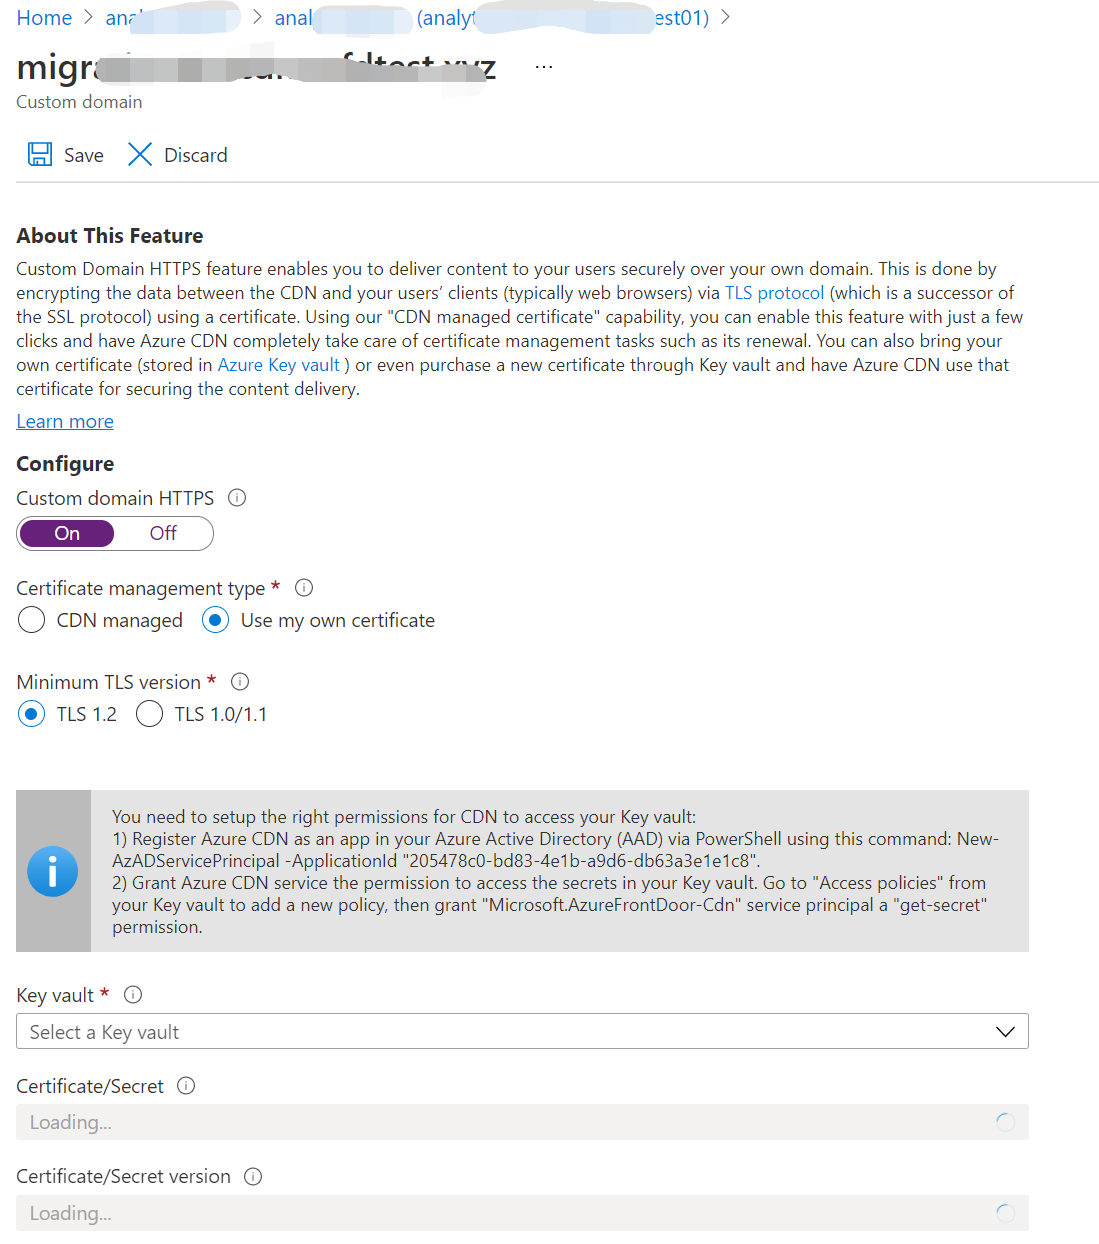 Home > > (analyt est01) >
Custom domain
Save Discard
About This Feature
Custom Domain HTTPS feature enables you to deliver content to your users securely over your own domain. This is done by
encrypting the data between the CDN and your users’ clients (typically web browsers) via TLS protocol (which is a successor of
the SSL protocol) using a certificate. Using our "CDN managed certificate" capability, you can enable this feature with just a few
clicks and have Azure CDN completely take care of certificate management tasks such as its renewal. You can also bring your
own certificate (stored in Azure Key vault ) or even purchase a new certificate through Key vault and have Azure CDN use that
certificate for securing the content delivery.
Learn more
Configure
Custom domain HTTPS
On Off
Certificate management type *
CDN managed Use my own certificate
Minimum TLS version *
TLS 1.2 TLS 1.0/1.1
You need to setup the right permissions for CDN to access your Key vault:
1) Register Azure CDN as an app in your Azure Active Directory (AAD) via PowerShell using this command: New-
AzADServicePrincipal -ApplicationId "205478c0-bd83-4e1b-a9d6-db63a3e1e1c8".
2) Grant Azure CDN service the permission to access the secrets in your Key vault. Go to "Access policies" from
your Key vault to add a new policy, then grant "Microsoft.AzureFrontDoor-Cdn" service principal a "get-secret"
permission.
Key vault *
Select a Key vault
Certificate/Secret
Loading...
Certificate/Secret version
Loading...